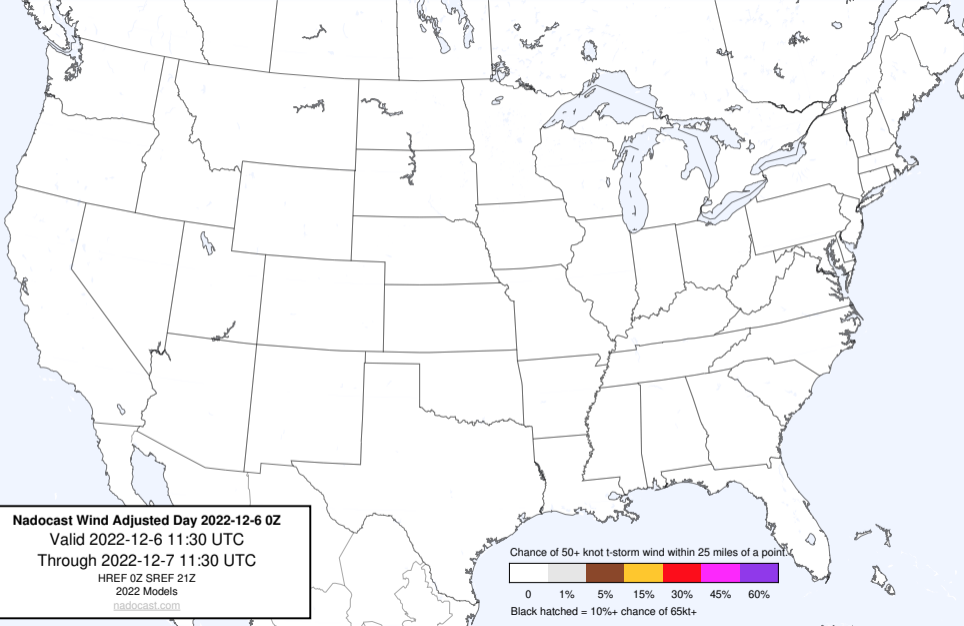 Nadocast Wind Adjusted Day 2022-12-6 0Z
Valid 2022-12-6 11:30 UTC
Through 2022-12-7 11:30 UTC
HREF 0Z SREF 21Z
2022 Models
nadocast.com
Chance of 50+ knot t-storm wind within 25 miles of a point.
0 1% 5% 15% 30% 45% 60%
Black hatched = 10%+ chance of 65kt+